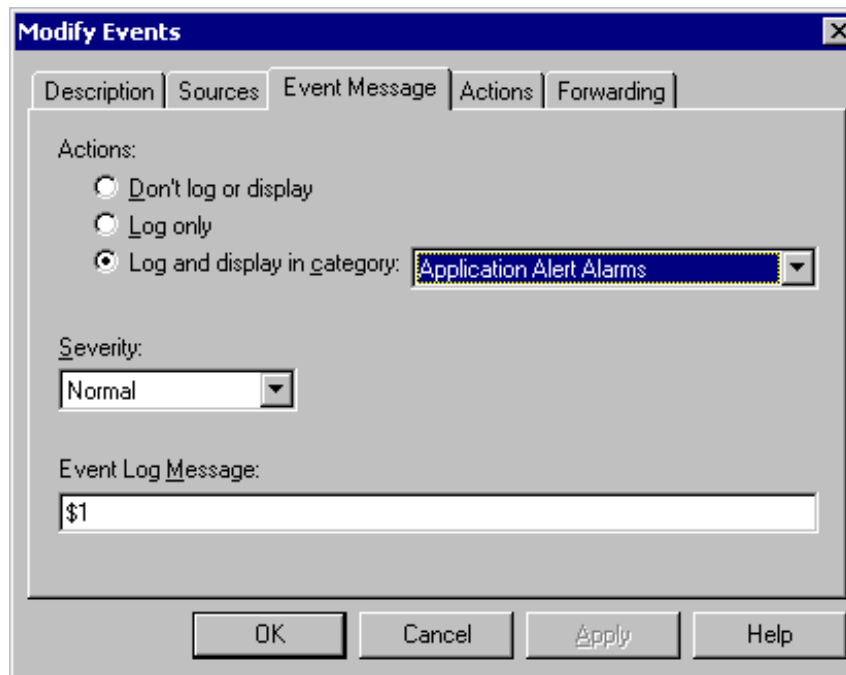 Modify Events
Description Sources Event Message Actions Forwarding
Actions:
Don't log or display
Log only
Log and display in category: Application Alert Alarms
Severity:
Normal
Event Log Message:
$1
OK Cancel Apply Help